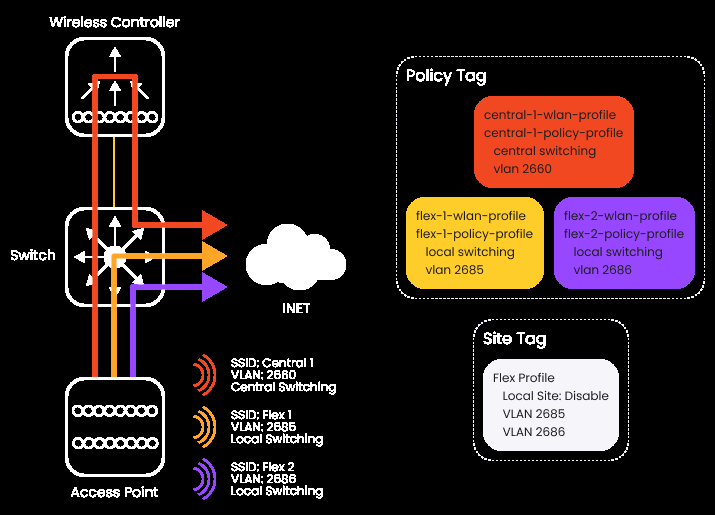 Wireless Controller
Switch
INET
Access Point
SSID: Central 1
VLAN: 2660
Central Switching
SSID: Flex 1
VLAN: 2685
Local Switching
SSID: Flex 2
VLAN: 2686
Local Switching
Policy Tag
central-1-wlan-profile
central-1-policy-profile
central switching
vlan 2660
flex-1-wlan-profile
flex-1-policy-profile
local switching
vlan 2685
flex-2-wlan-profile
flex-2-policy-profile
local switching
vlan 2686
Site Tag
Flex Profile
Local Site: Disable
VLAN 2685
VLAN 2686